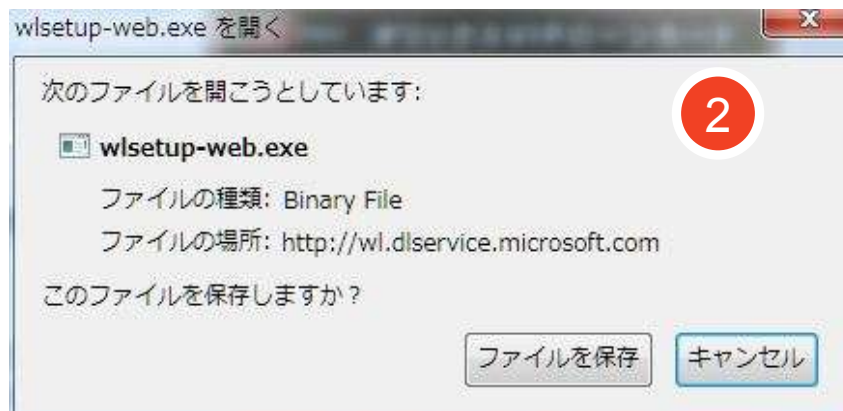 wlsetup-web.exe を開く
次のファイルを開こうとしています:
2
wlsetup-web.exe
ファイルの種類: Binary File
ファイルの場所: http://wl.dlservice.microsoft.com
このファイルを保存しますか？
ファイルを保存 キャンセル